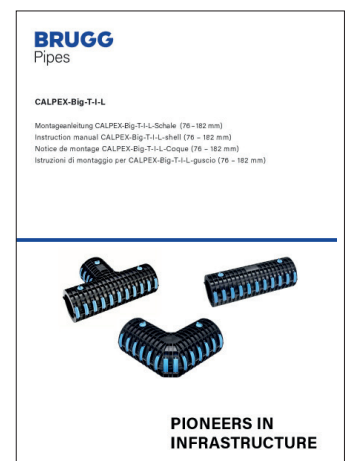 BRUGG
Pipes
CALPEX-Big-T-I-L
Montageanleitung CALPEX-Big-T-I-L-Schale (76–182 mm)
Instruction manual CALPEX-Big-T-I-L-shell (76 – 182 mm)
Notice de montage CALPEX-Big-T-I-L-Coque (76 – 182 mm)
Istruzioni di montaggio per CALPEX-Big-T-I-L-guscio (76 – 182 mm)
PIONEERS IN
INFRASTRUCTURE